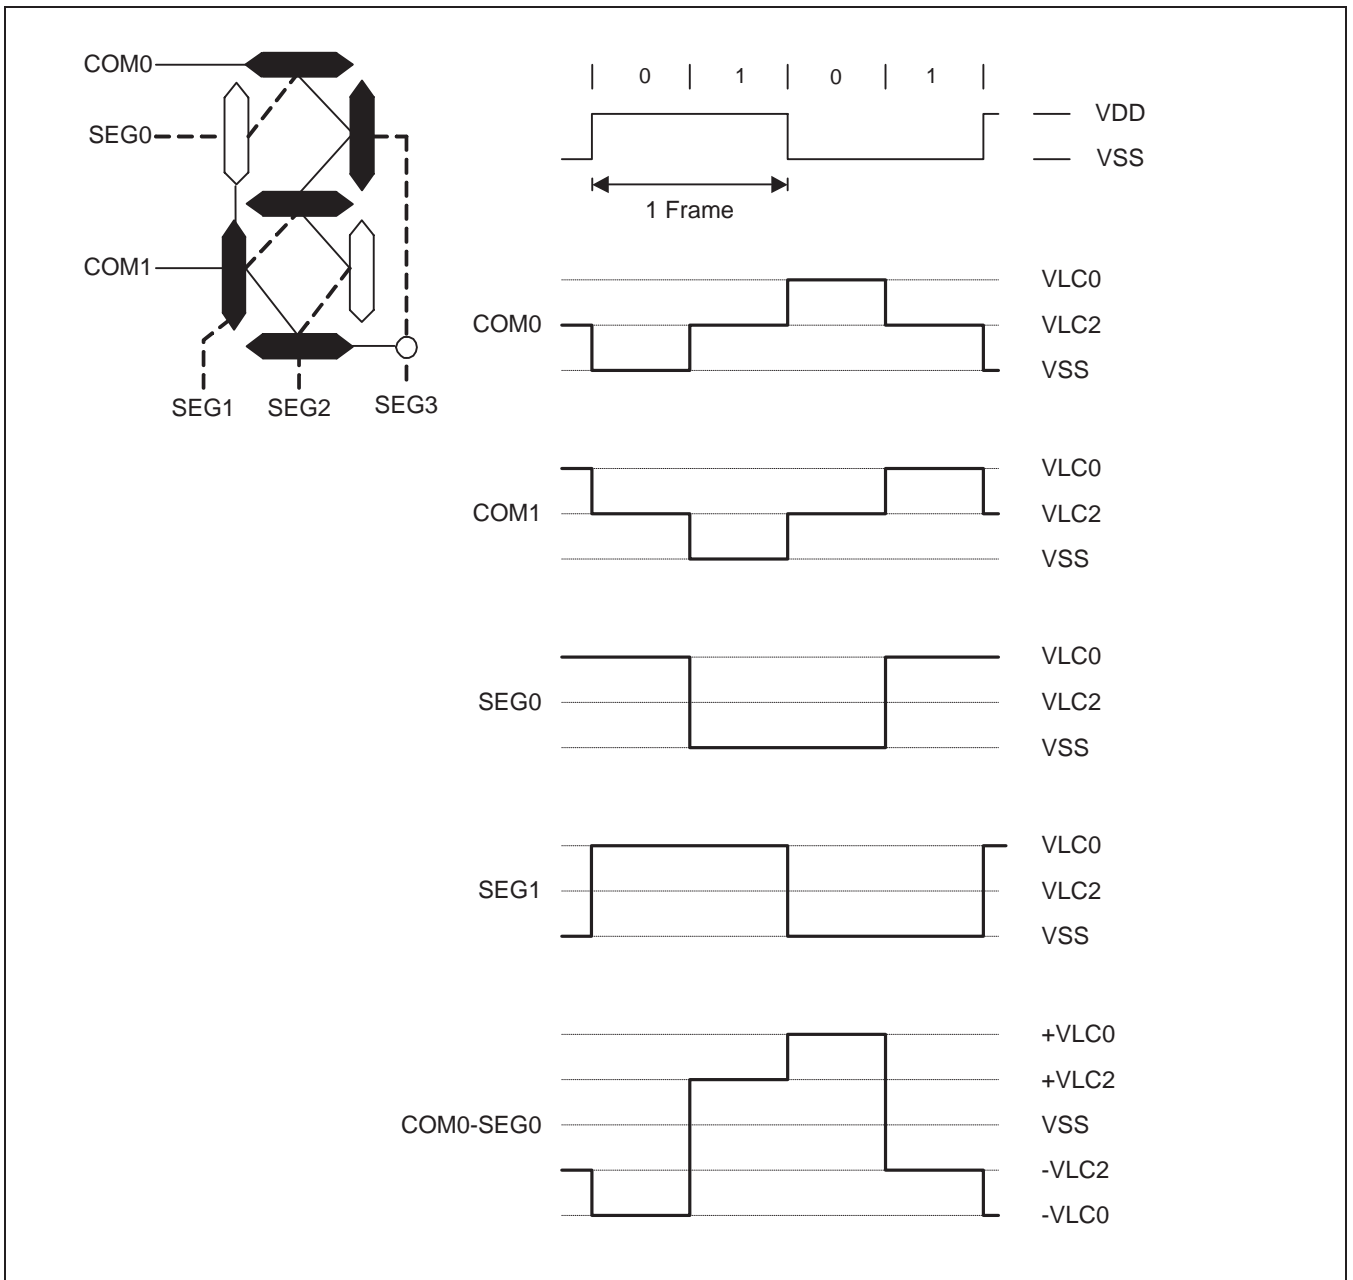 COM0
SEG0
COM1
SEG1 SEG2 SEG3
0 1 0 1
VDD
VSS
1 Frame
COM0
VLC0
VLC2
VSS
COM1
VLC0
VLC2
VSS
SEG0
VLC0
VLC2
VSS
SEG1
VLC0
VLC2
VSS
COM0-SEG0
+VLC0
+VLC2
VSS
-VLC2
-VLC0